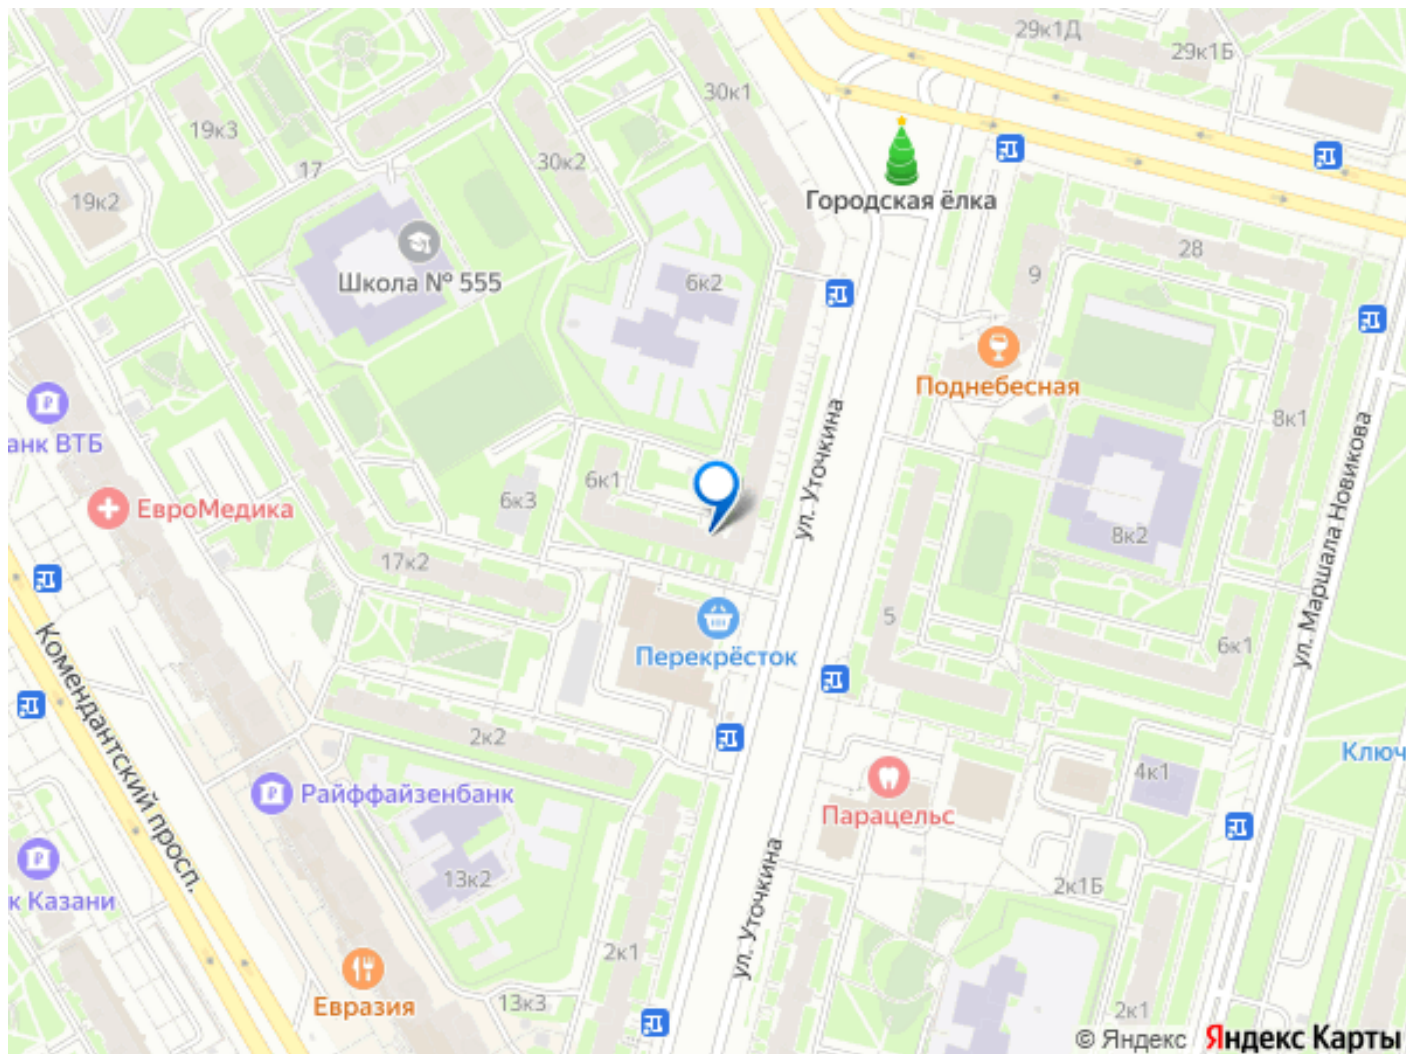 29к1Д
29к1Б
30к1
19к3
30к2
17
19к2
Городская ёлка
Школа № 555
6к2
9
28
Поднебесная
8к1
Банк ВТБ
ул. Уточкина
ул. Маршала Новикова
6к1
6к3
ЕвроМедика
8к2
17к2
5
6к1
Перекрёсток
Комендантский просп.
2к2
Ключ
4к1
Райффайзенбанк
Парацельс
к Казани
13к2
2к1Б
ул. Уточкина
2к1
Евразия
13к3
2к1
© Яндекс Яндекс Карты